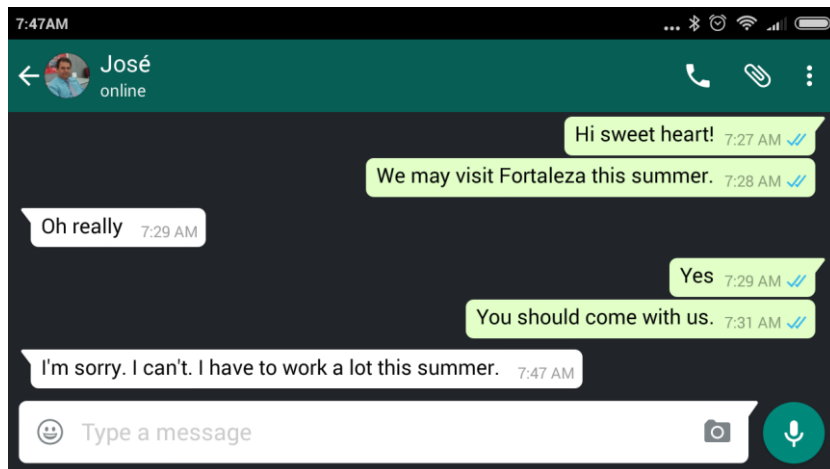 7:47AM
José
online
Hi sweet heart! 7:27 AM
We may visit Fortaleza this summer. 7:28 AM
Oh really 7:29 AM
Yes 7:29 AM
You should come with us. 7:31 AM
I'm sorry. I can't. I have to work a lot this summer. 7:47 AM
Type a message